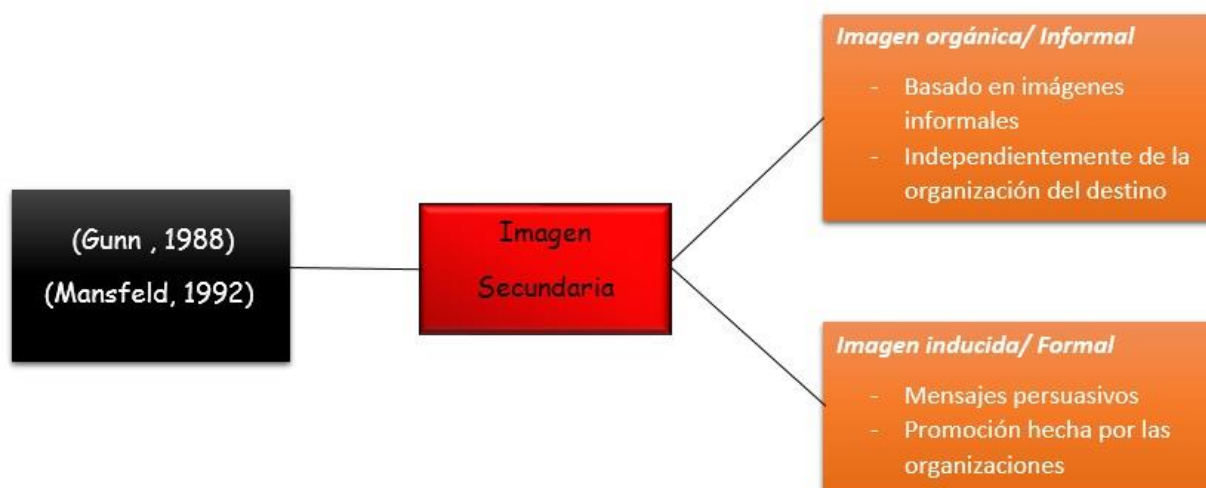 (Gunn , 1988)
(Mansfeld, 1992)
Imagen
Secundaria
Imagen orgánica/ Informal
- Basado en imágenes
informales
- Independientemente de la
organización del destino
Imagen inducida/ Formal
- Mensajes persuasivos
- Promoción hecha por las
organizaciones